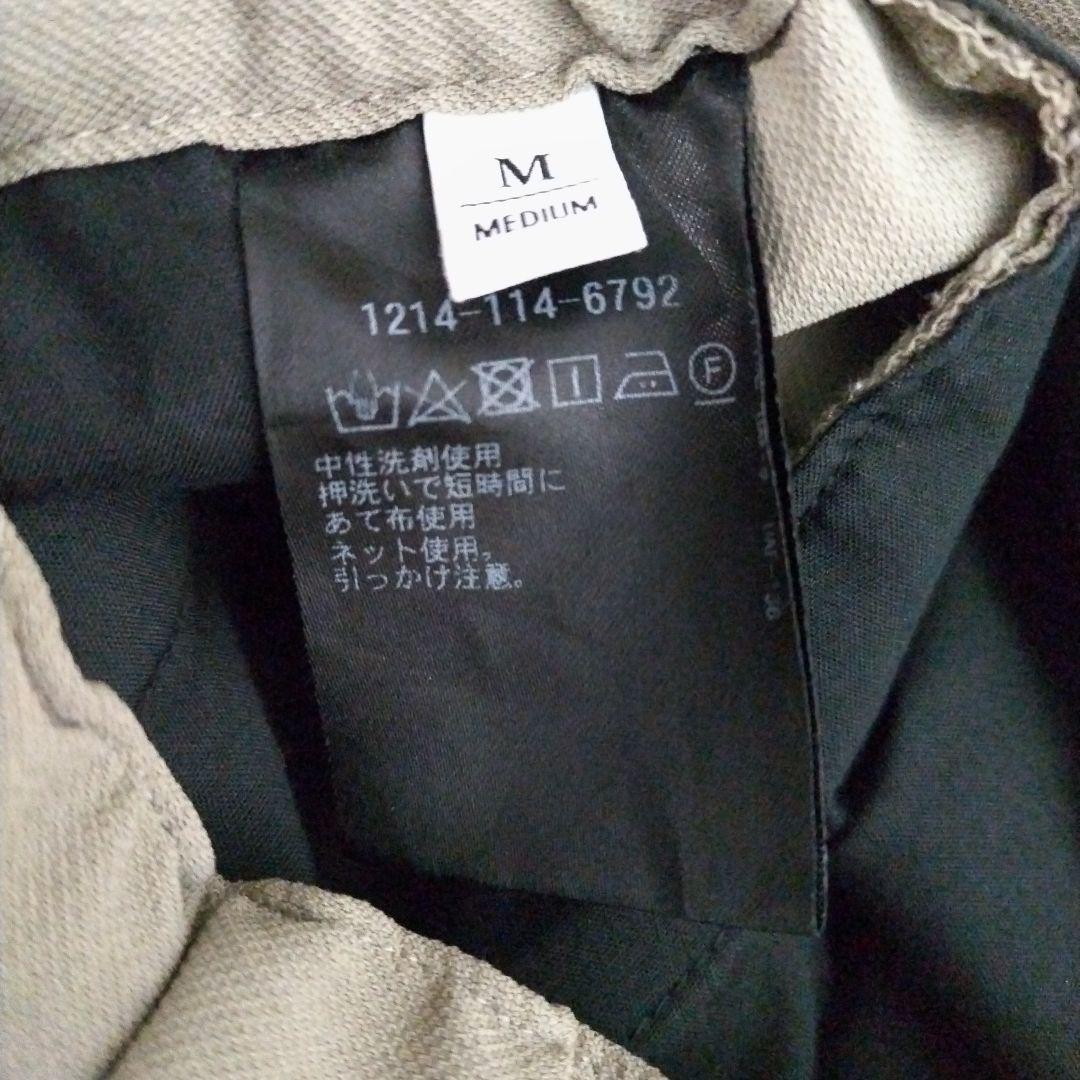 M
MEDIUM
1214-114-6792
F
中性洗剤使用
押洗いで短時間に
あて布使用
ネット使用。
引っかけ注意。